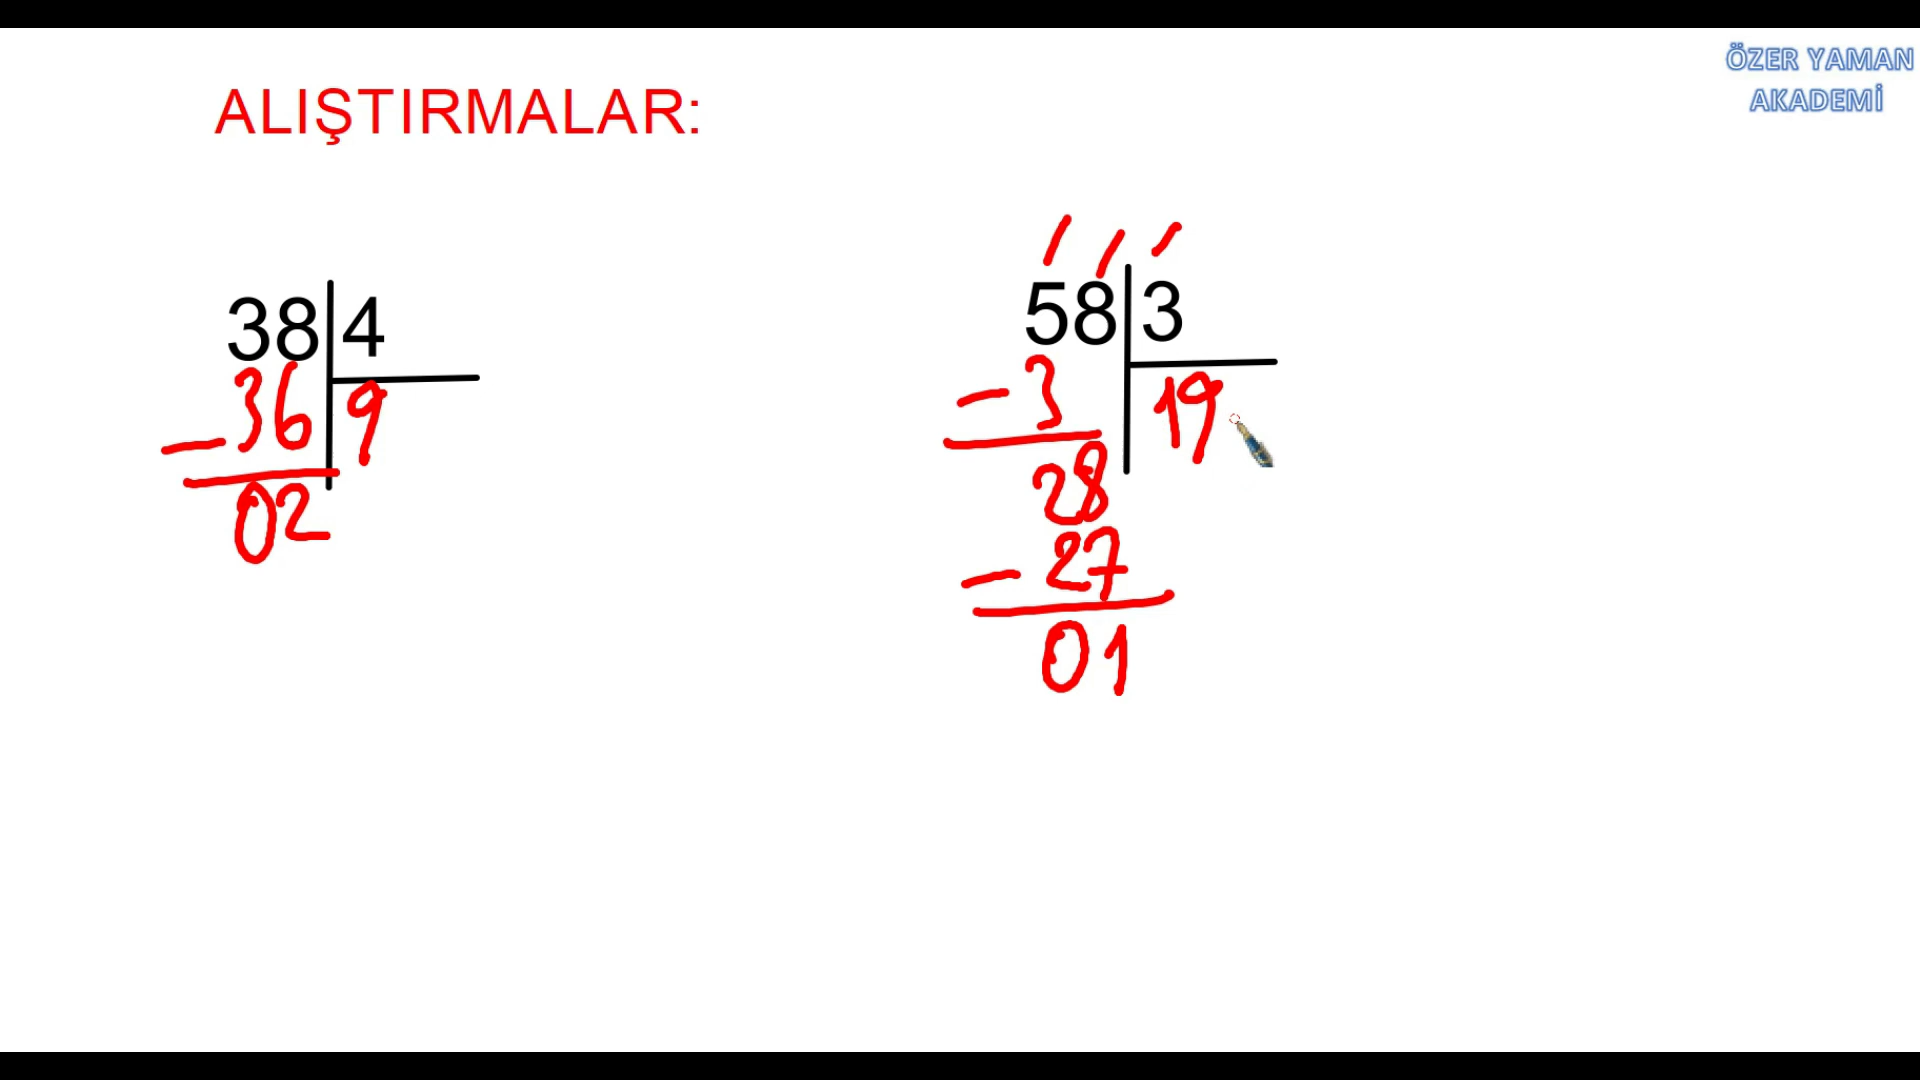 ÖZER YAMAN
AKADEMİ
ALIŞTIRMALAR:
38 4
36 9
02
58 3
3 19
28
27
01